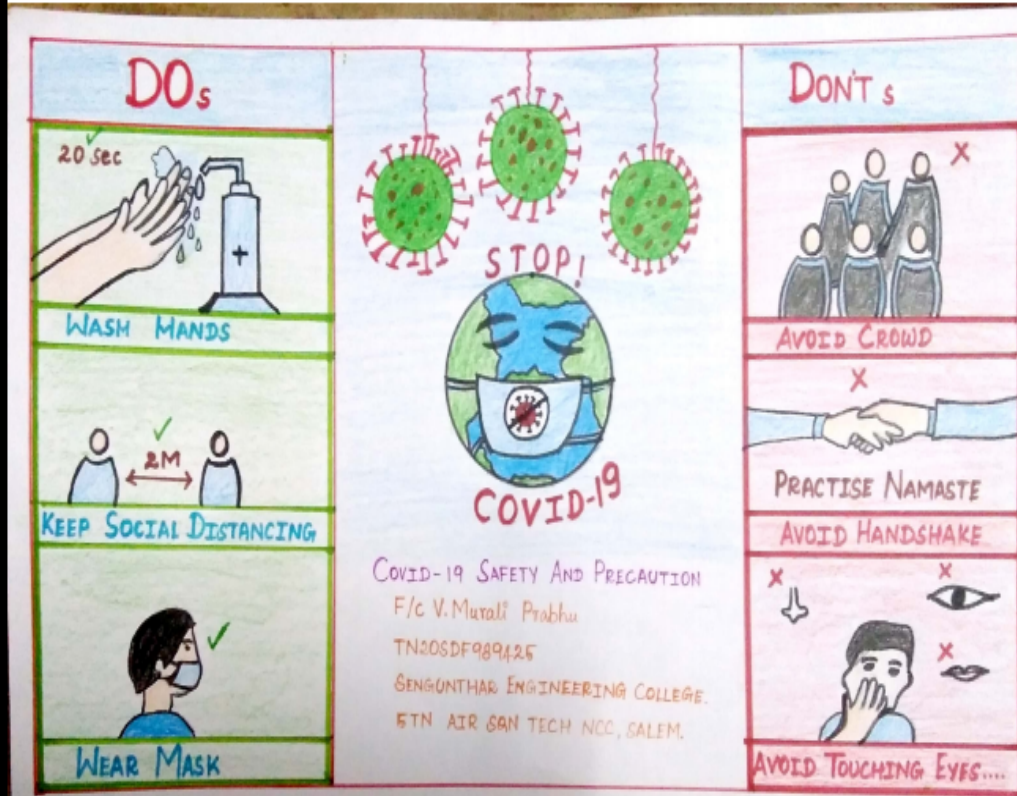 DOs
20 sec
WASH MANDS
2M
KEEP SOCIAL DISTANCING
WEAR MASK
STOP!
COVID-19
COVID-19 SAFETY AND PRECAUTION
F/c V. Murali Prabhu
TN20SDF989425
SENGUNTHAR ENGINEERING COLLEGE.
5TN AIR SQN TECH NCC, SALEM.
DON'T s
AVOID CROWD
PRACTISE NAMASTE
AVOID HANDSHAKE
AVOID TOUCHING EYES....